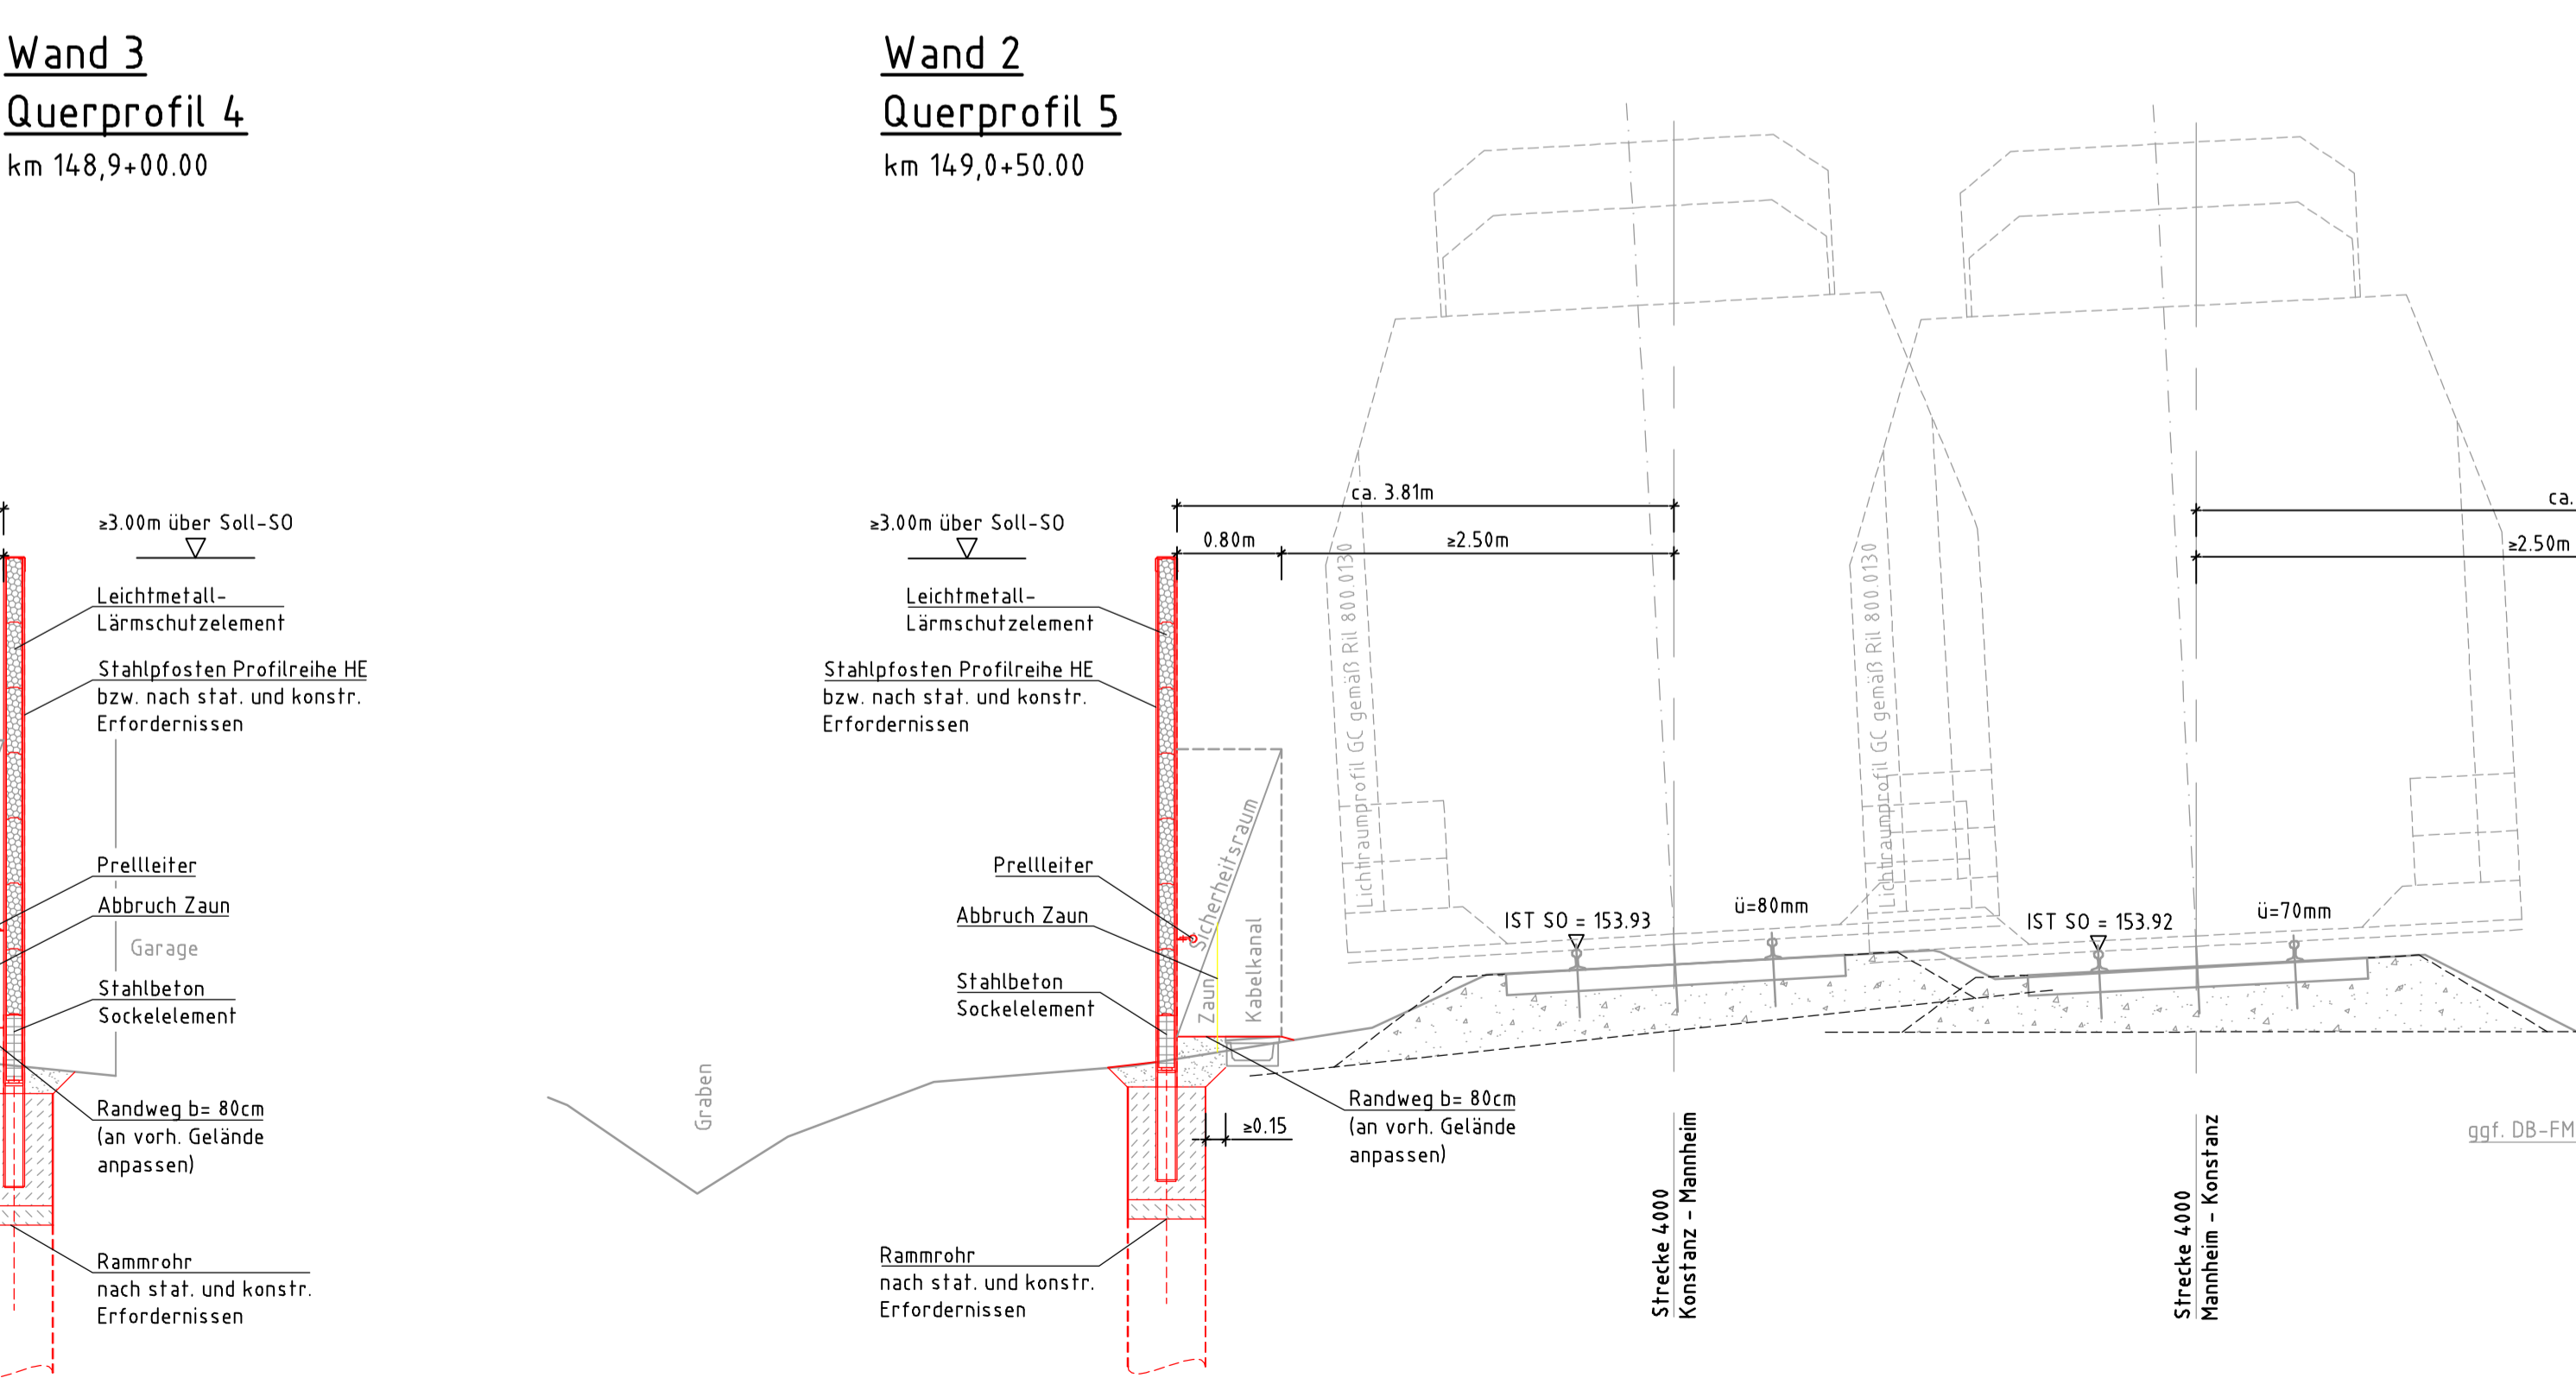 Wand 3
Querprofil 4
km 148,9+00.00
≥3.00m über Soll-SO
Leichtmetall-
Lärmschutzelement
Stahlpfosten Profilreihe HE
bzw. nach stat. und konstr.
Erfordernissen
Prellleiter
Abbruch Zaun
Garage
Stahlbeton
Sockelelement
Randweg b= 80cm
(an vorh. Gelände
anpassen)
Rammrohr
nach stat. und konstr.
Erfordernissen
Wand 2
Querprofil 5
km 149,0+50.00
≥3.00m über Soll-SO
Leichtmetall-
Lärmschutzelement
Stahlpfosten Profilreihe HE
bzw. nach stat. und konstr.
Erfordernissen
Prellleiter
Abbruch Zaun
Stahlbeton
Sockelelement
Graben
Rammrohr
nach stat. und konstr.
Erfordernissen
ca. 3.81m
0.80m
≥2.50m
Sicherheitsraum
Zaun
Kabelkanal
≥0.15
Randweg b= 80cm
(an vorh. Gelände
anpassen)
Lichtraumprofil GC gemäß Ril 800.0130
IST SO = 153.93
ü=80mm
Strecke 4000
Konstanz - Mannheim
Lichtraumprofil GC gemäß Ril 800.0130
IST SO = 153.92
ü=70mm
Strecke 4000
Mannheim - Konstanz
ca.
≥2.50m
ggf. DB-FM